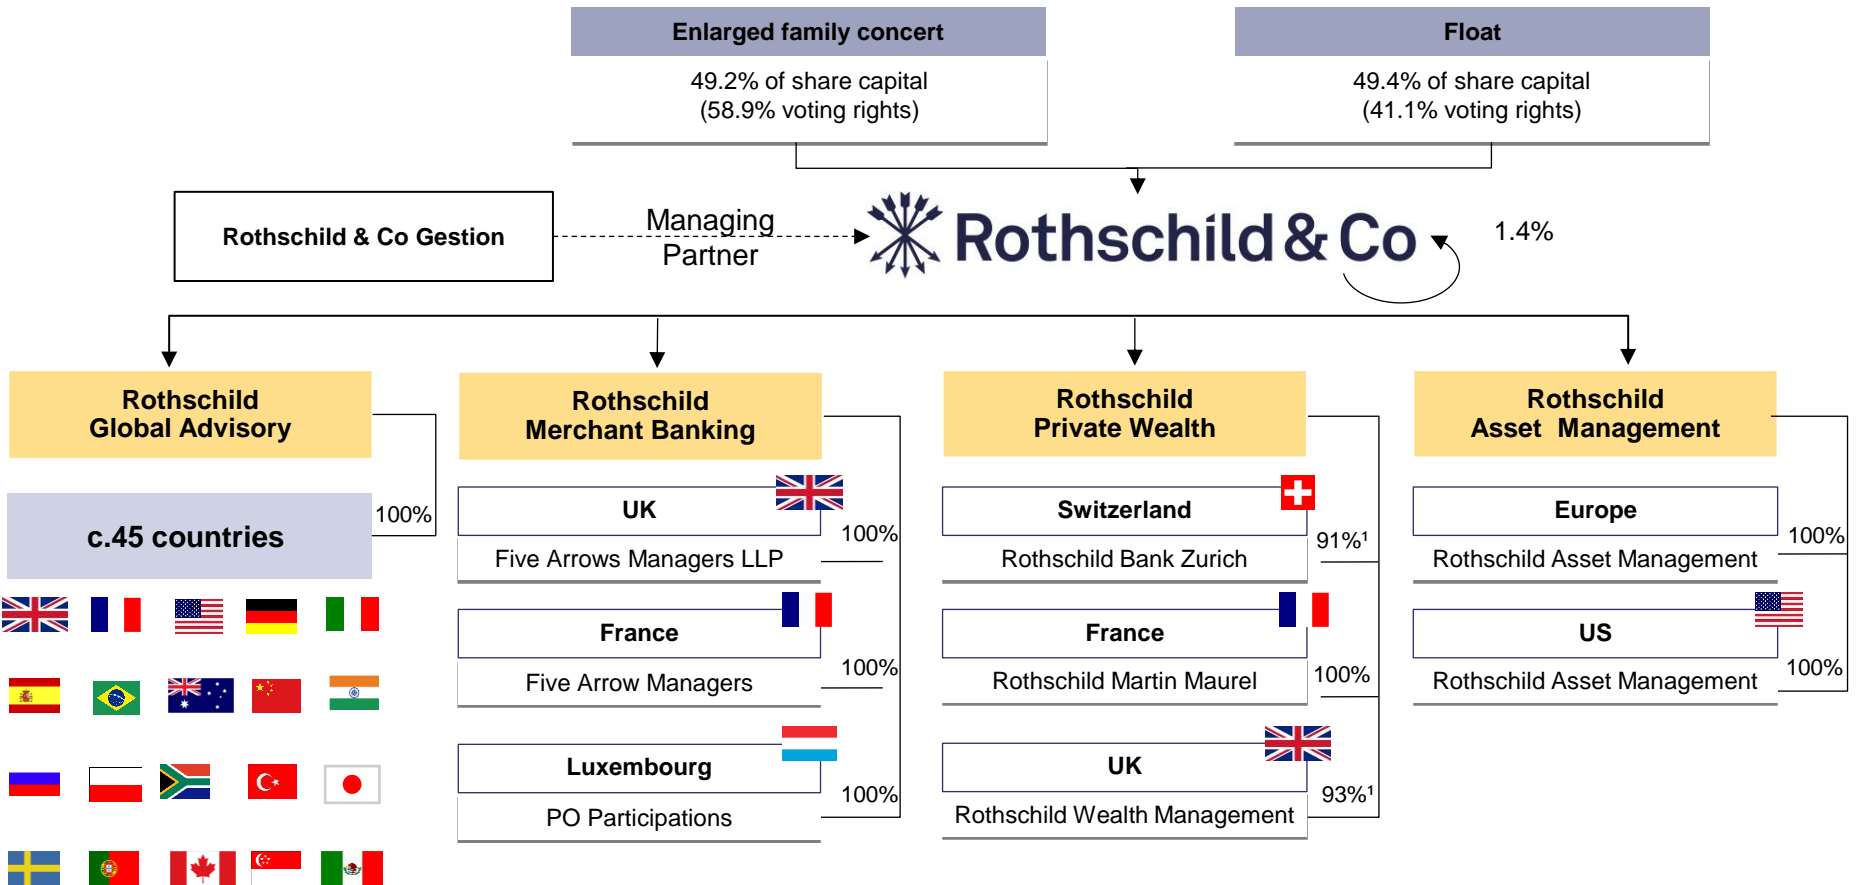 Enlarged family concert
49.2% of share capital
(58.9% voting rights)
Float
49.4% of share capital
(41.1% voting rights)
Rothschild & Co Gestion
Managing
Partner
Rothschild & Co
1.4%
Rothschild
Global Advisory
100%
c.45 countries
Rothschild
Merchant Banking
UK
100%
Five Arrows Managers LLP
France
100%
Five Arrow Managers
Luxembourg
100%
PO Participations
Rothschild
Private Wealth
Switzerland
91%¹
Rothschild Bank Zurich
France
100%
Rothschild Martin Maurel
UK
93%¹
Rothschild Wealth Management
Rothschild
Asset  Management
Europe
100%
Rothschild Asset Management
US
100%
Rothschild Asset Management